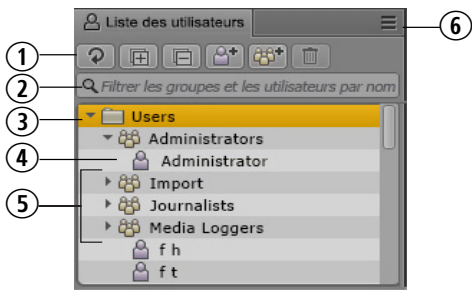 Liste des utilisateurs
6
1
2
Filtrer les groupes et les utilisateurs par nom
3
Users
Administrators
4
Administrator
5
Import
Journalists
Media Loggers
f h
f t